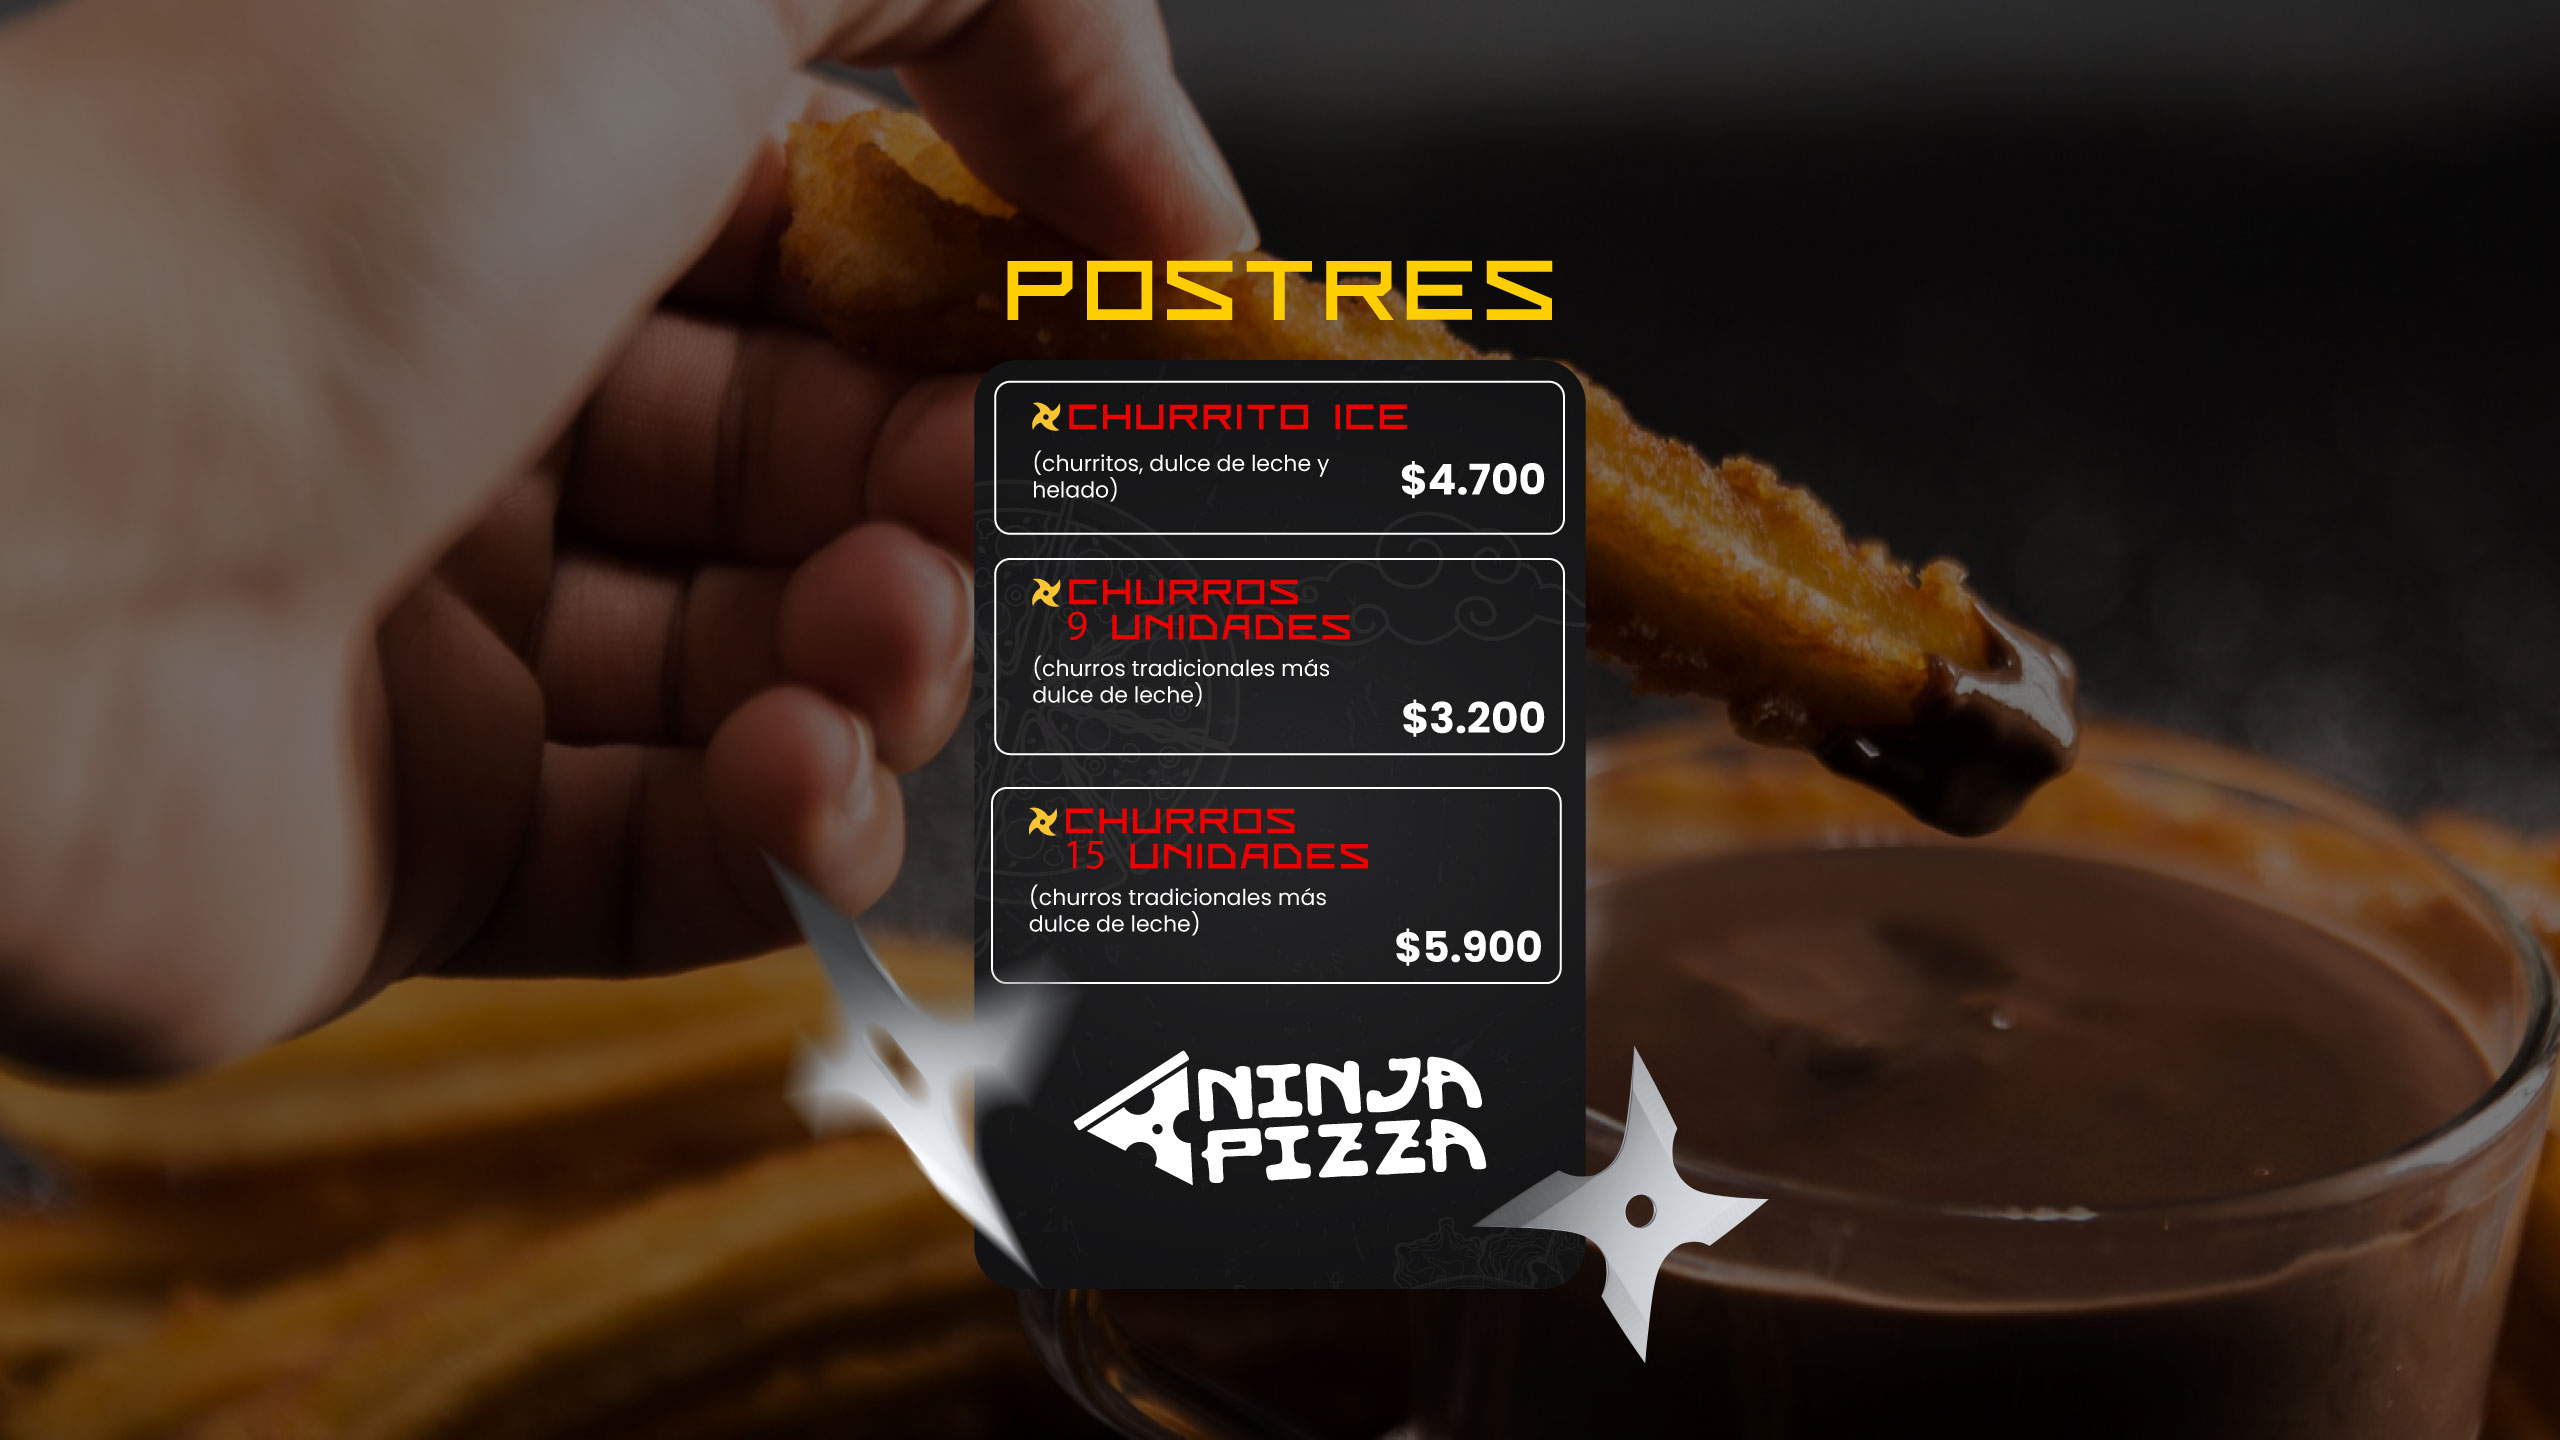 POSTRES
CHURRITO ICE
(churritos, dulce de leche y
helado)
$4.700
CHURROS
9 UNIDADES
(churros tradicionales más
dulce de leche)
$3.200
CHURROS
15 UNIDADES
(churros tradicionales más
dulce de leche)
$5.900
NINJA
PIZZA